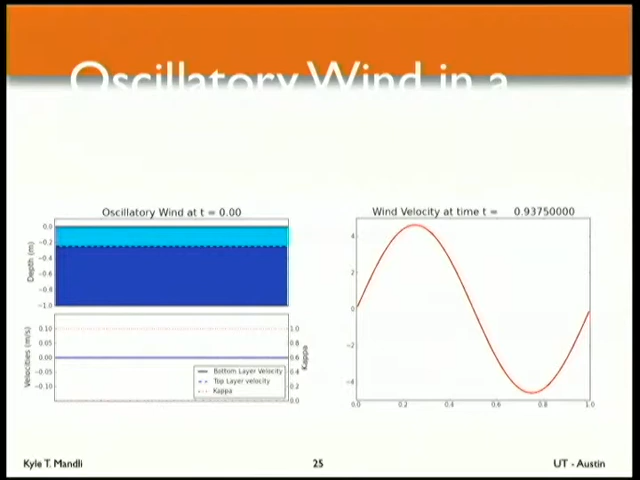 Oscillatory Wind in a
Oscillatory Wind at t = 0.00
0.0
−0.2
−0.4
−0.6
−0.8
−1.0
Depth (m)
0.10
0.05
0.00
−0.05
−0.10
Velocities (m/s)
1.0
0.8
0.6
0.4
0.2
0.0
Kappa
Bottom Layer Velocity
Top Layer velocity
Kappa
Wind Velocity at time t = 0.93750000
4
2
0
−2
−4
0.0 0.2 0.4 0.6 0.8 1.0
Kyle T. Mandli
25
UT - Austin